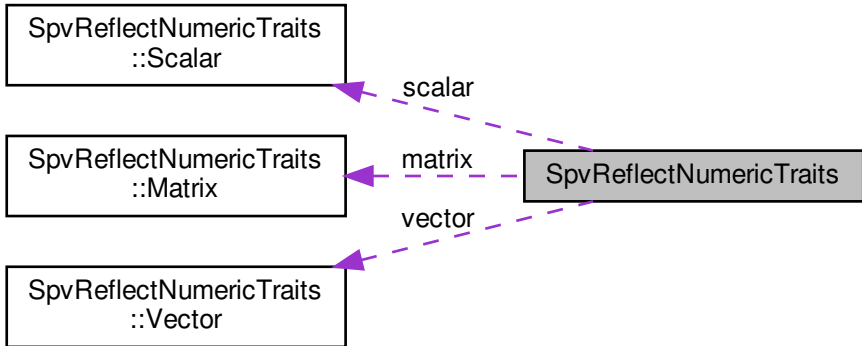 SpvReflectNumericTraits
::Scalar
scalar
SpvReflectNumericTraits
::Matrix
matrix
SpvReflectNumericTraits
vector
SpvReflectNumericTraits
::Vector